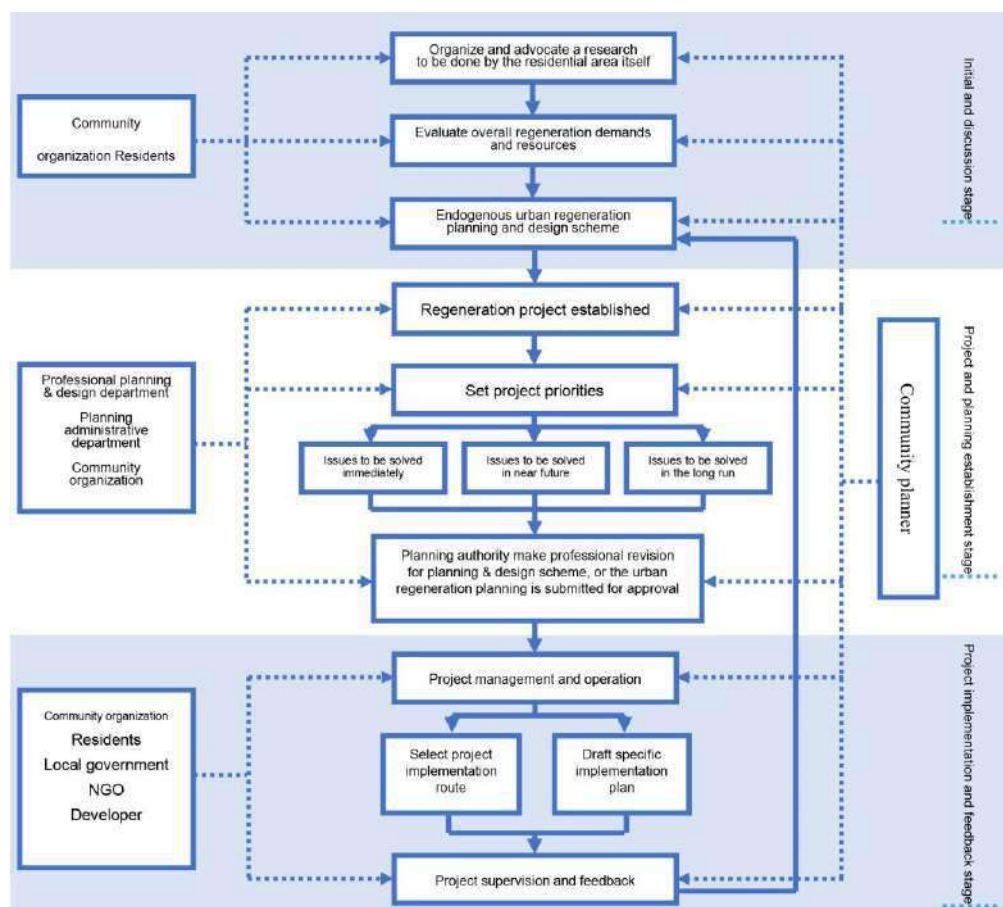 Organize and advocate a research
to be done by the residential area itself
Community
organization Residents
Evaluate overall regeneration demands
and resources
Endogenous urban regeneration
planning and design scheme
Initial and discussion stage
Regeneration project established
Professional planning
& design department
Planning
administrative
department
Community
organization
Set project priorities
Issues to be solved
immediately
Issues to be solved
in near future
Issues to be solved
in the long run
Planning authority make professional revision
for planning & design scheme, or the urban
regeneration planning is submitted for approval
Community planner
Project and planning establishment stage
Project management and operation
Community organization
Residents
Local government
NGO
Developer
Select project
implementation
route
Draft specific
implementation
plan
Project supervision and feedback
Project implementation and feedback stage